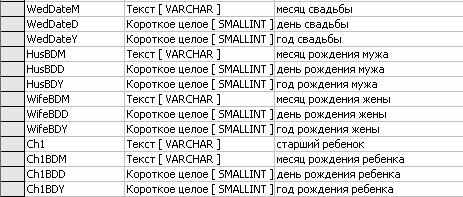 WedDateM Текст [ VARCHAR ] месяц свадьбы
WedDateD Короткое целое [ SMALLINT ] день свадьбы
WedDateY Короткое целое [ SMALLINT ] год свадьбы
HusBDM Текст [ VARCHAR ] месяц рождения мужа
HusBDD Короткое целое [ SMALLINT ] день рождения мужа
HusBDY Короткое целое [ SMALLINT ] год рождения мужа
WifeBDM Текст [ VARCHAR ] месяц рождения жены
WifeBDD Короткое целое [ SMALLINT ] день рождения жены
WifeBDY Короткое целое [ SMALLINT ] год рождения жены
Ch1 Текст [ VARCHAR ] старший ребенок
Ch1BDM Текст [ VARCHAR ] месяц рождения ребенка
Ch1BDD Короткое целое [ SMALLINT ] день рождения ребенка
Ch1BDY Короткое целое [ SMALLINT ] год рождения ребенка